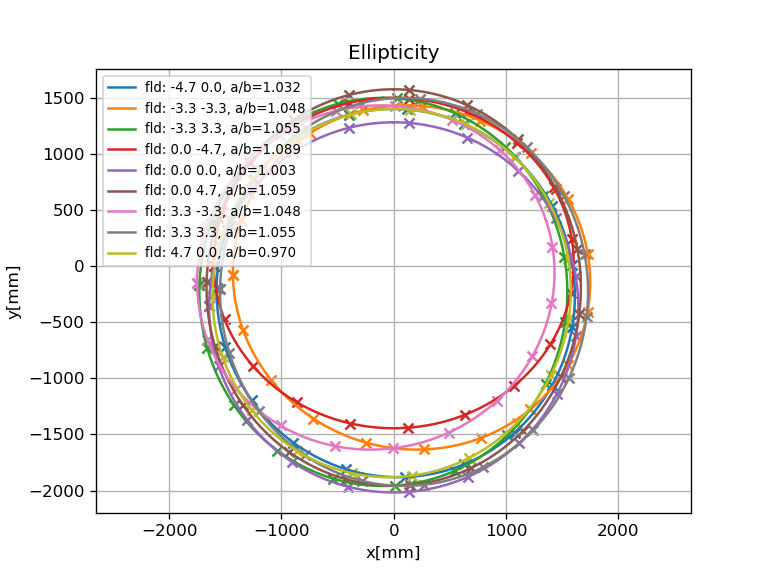 Ellipticity
fld: -4.7 0.0, a/b=1.032
fld: -3.3 -3.3, a/b=1.048
fld: -3.3 3.3, a/b=1.055
fld: 0.0 -4.7, a/b=1.089
fld: 0.0 0.0, a/b=1.003
fld: 0.0 4.7, a/b=1.059
fld: 3.3 -3.3, a/b=1.048
fld: 3.3 3.3, a/b=1.055
fld: 4.7 0.0, a/b=0.970
1500
1000
500
0
−500
−1000
−1500
−2000
y[mm]
−2000 −1000 0 1000 2000
x[mm]